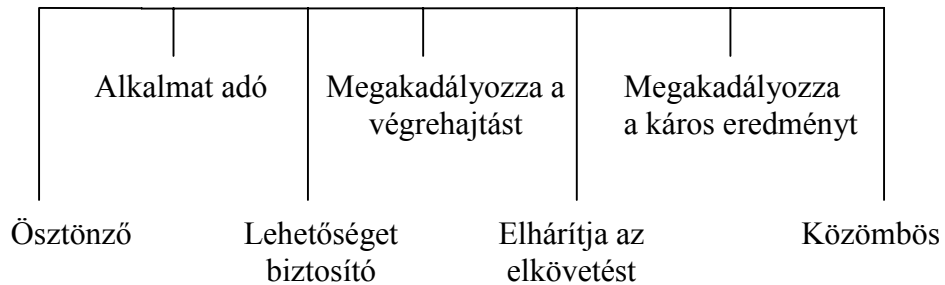 Alkalmat adó
Megakadályozza a
végrehajtást
Megakadályozza
a káros eredményt
Ösztönző
Lehetőséget
biztosító
Elhárítja az
elkövetést
Közömbös